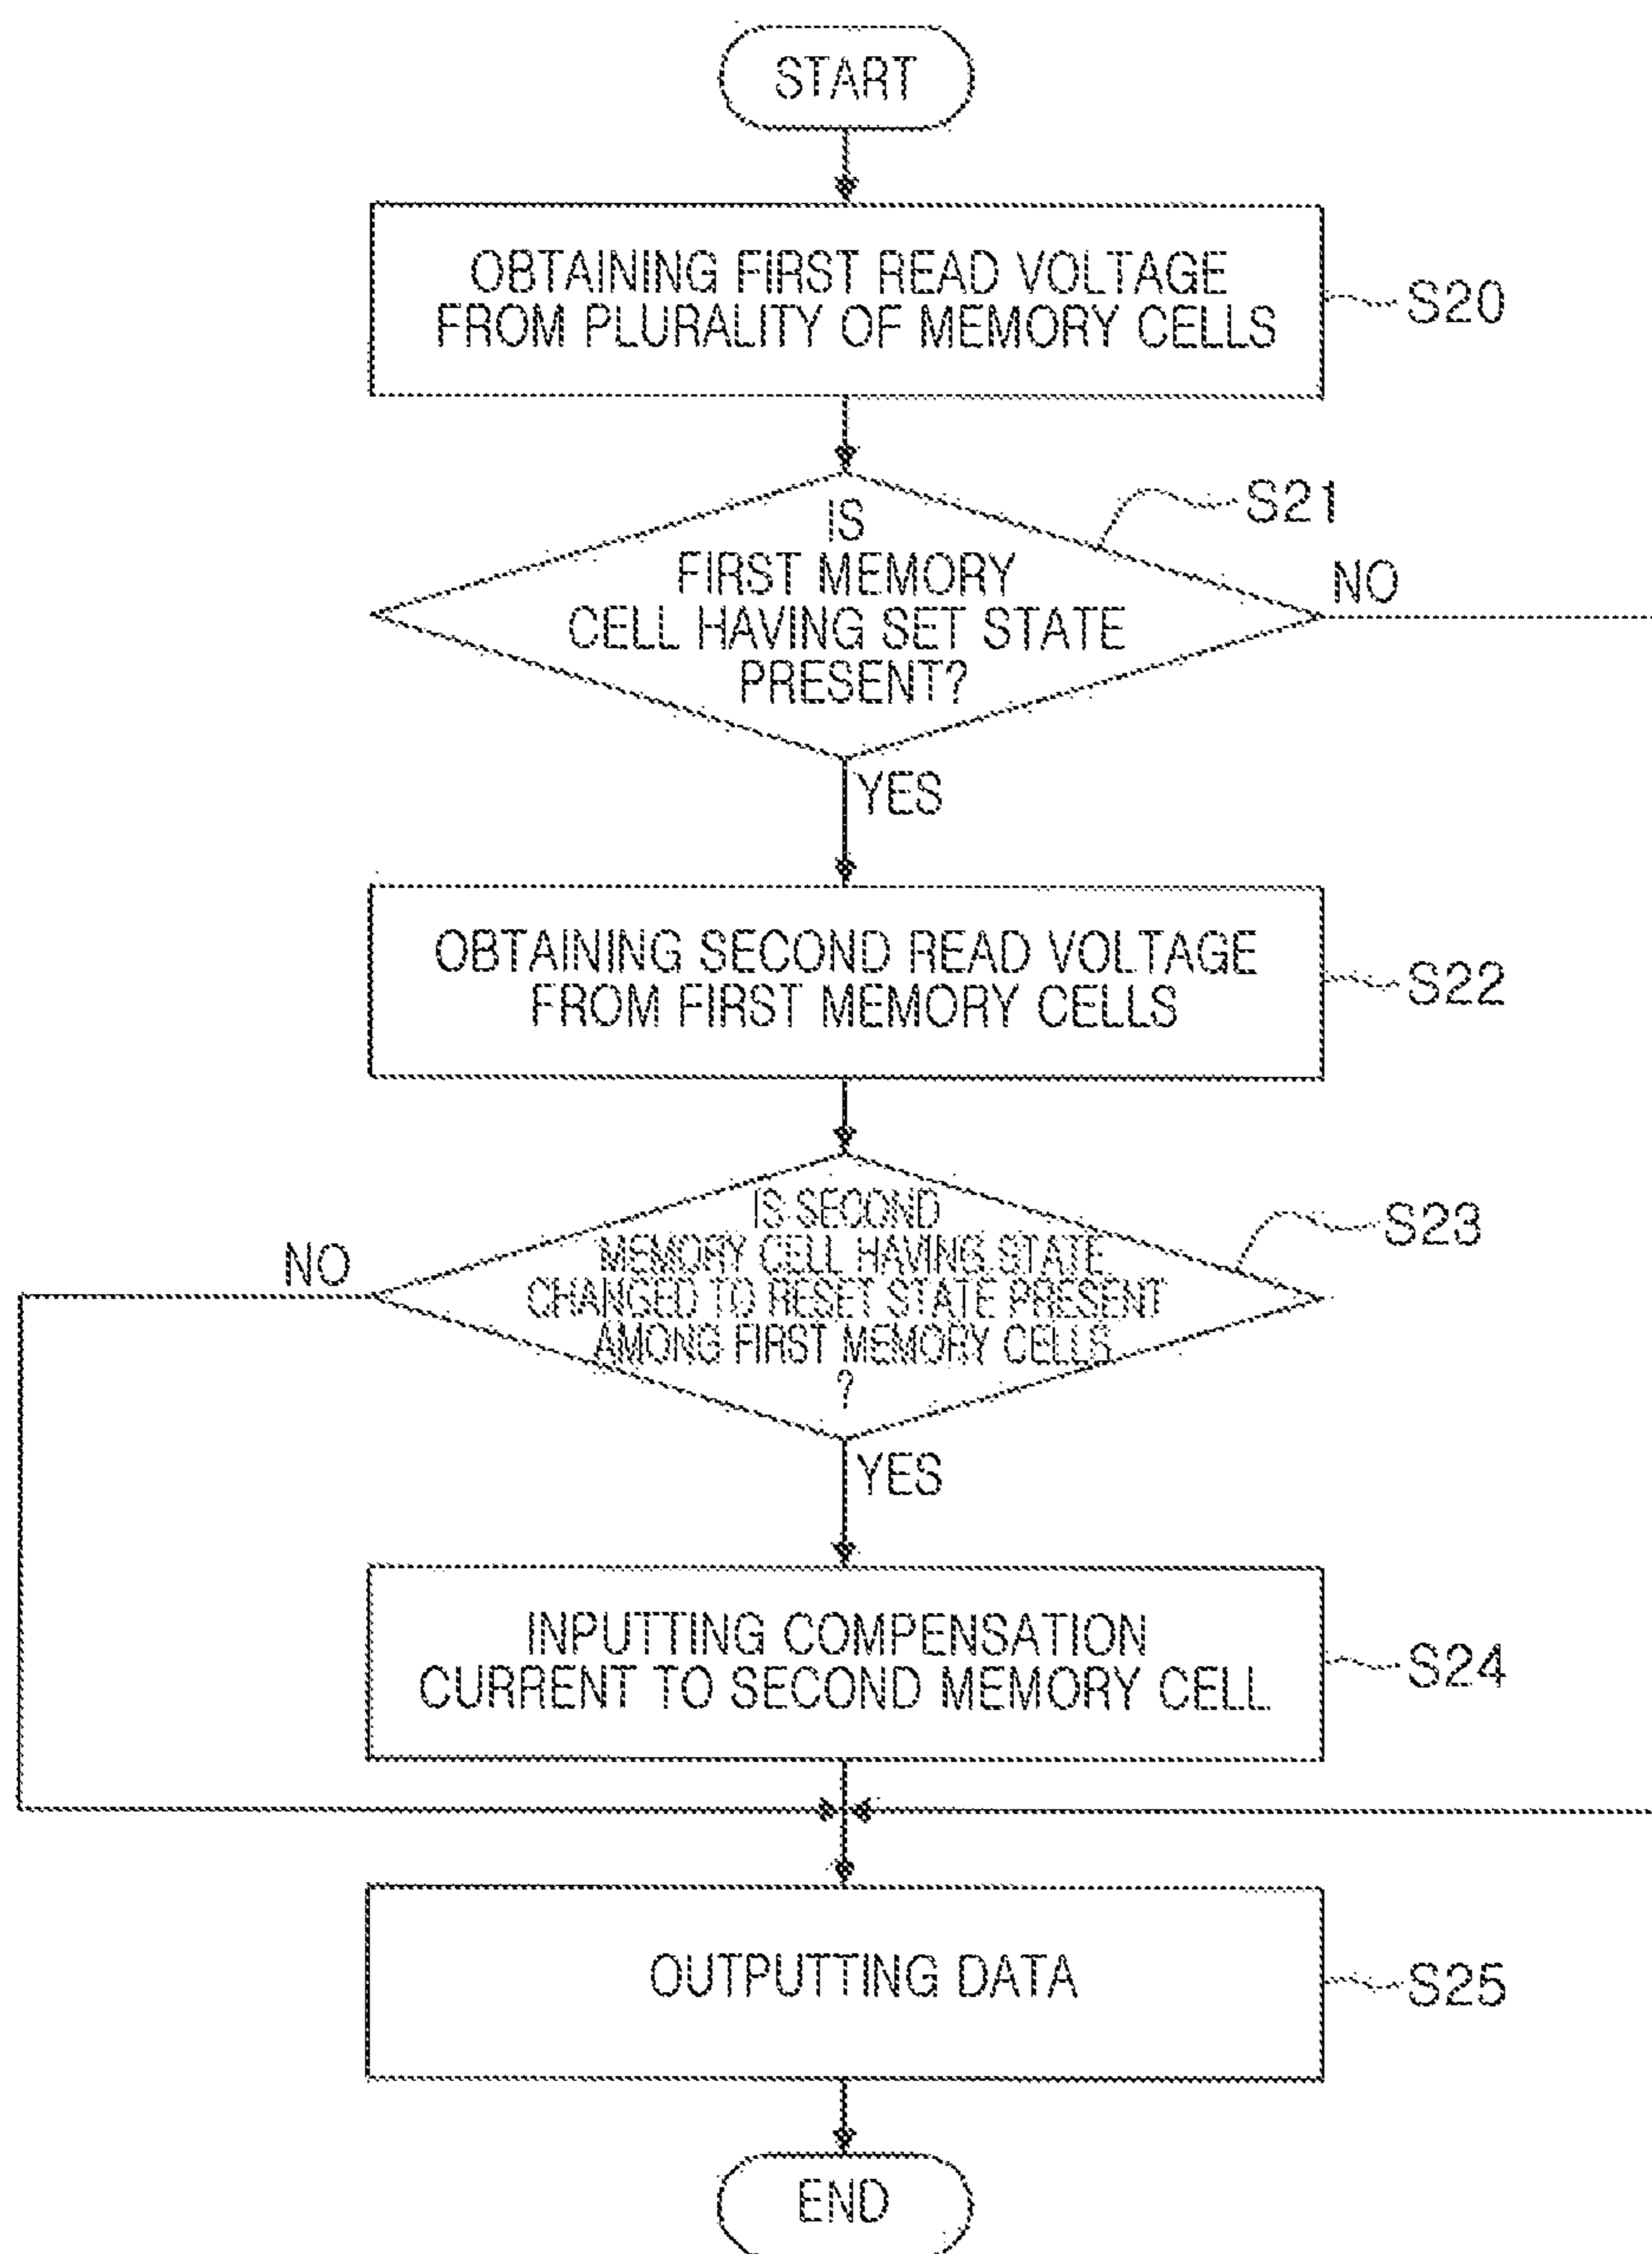 START
OBTAINING FIRST READ VOLTAGE
FROM PLURALITY OF MEMORY CELLS
S20
IS
FIRST MEMORY
CELL HAVING SET STATE
PRESENT?
S21
NO
YES
OBTAINING SECOND READ VOLTAGE
FROM FIRST MEMORY CELLS
S22
IS SECOND
MEMORY CELL HAVING STATE
CHANGED TO RESET STATE PRESENT
AMONG FIRST MEMORY CELLS
?
S23
NO
YES
INPUTTING COMPENSATION
CURRENT TO SECOND MEMORY CELL
S24
OUTPUTTING DATA
S25
END